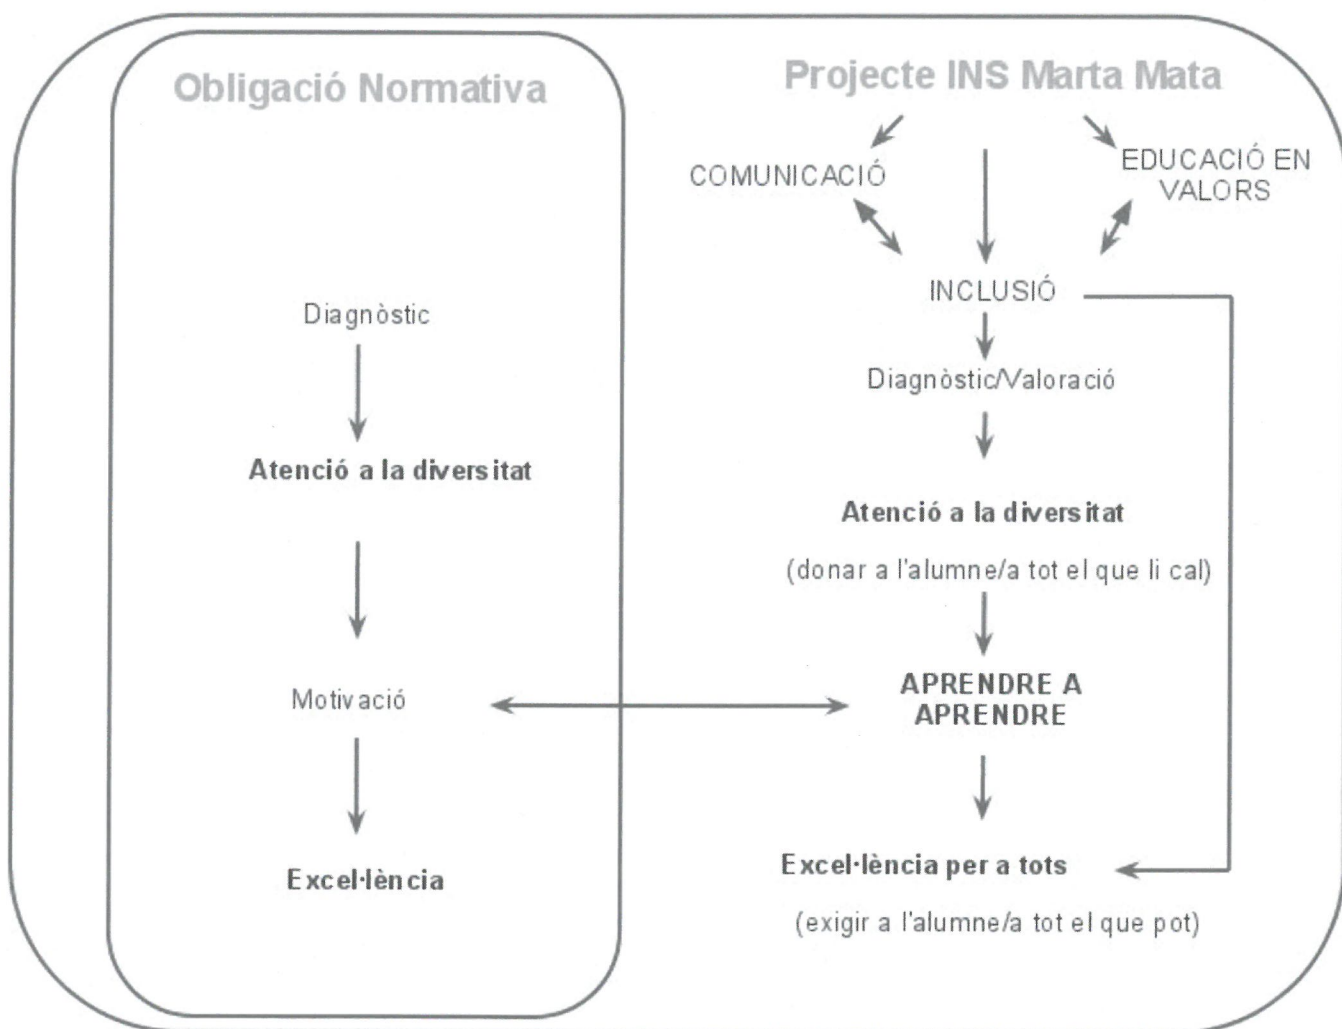 Obligació Normativa
Diagnòstic
Atenció a la diversitat
Motivació
Excel·lència
Projecte INS Marta Mata
COMUNICACIÓ
EDUCACIÓ EN
VALORS
INCLUSIÓ
Diagnòstic/Valoració
Atenció a la diversitat
(donar a l'alumne/a tot el que li cal)
APRENDRE A
APRENDRE
Excel·lència per a tots
(exigir a l'alumne/a tot el que pot)